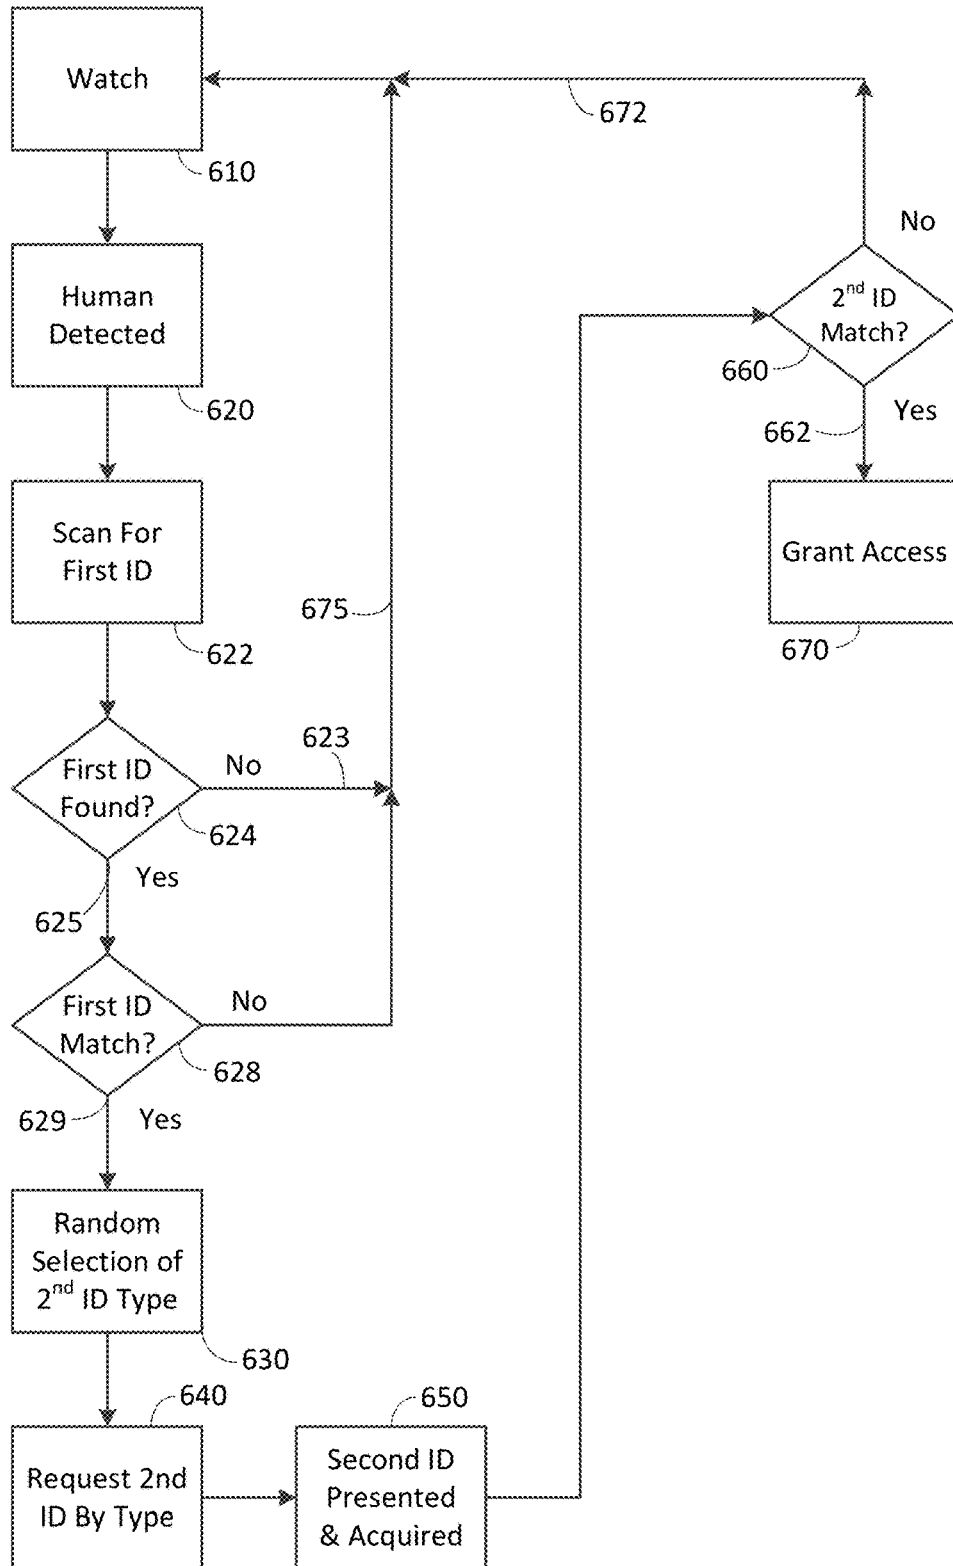 Watch
610
672
No
Human
Detected
620
2nd ID
Match?
660
Yes
662
Scan For
First ID
622
675
Grant Access
670
First ID
Found?
No
623
624
Yes
625
First ID
Match?
No
628
629
Yes
Random
Selection of
2nd ID Type
630
640
Request 2nd
ID By Type
650
Second ID
Presented
& Acquired